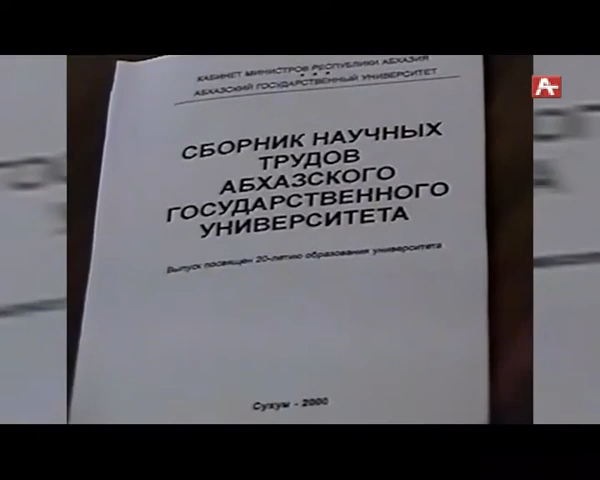 КАБИНЕТ МИНИСТРОВ РЕСПУБЛИКИ АБХАЗИЯ
* * *
АБХАЗСКИЙ ГОСУДАРСТВЕННЫЙ УНИВЕРСИТЕТ
СБОРНИК НАУЧНЫХ
ТРУДОВ
АБХАЗСКОГО
ГОСУДАРСТВЕННОГО
УНИВЕРСИТЕТА
Выпуск посвящен 20-летию образования университета
Сухум - 2000